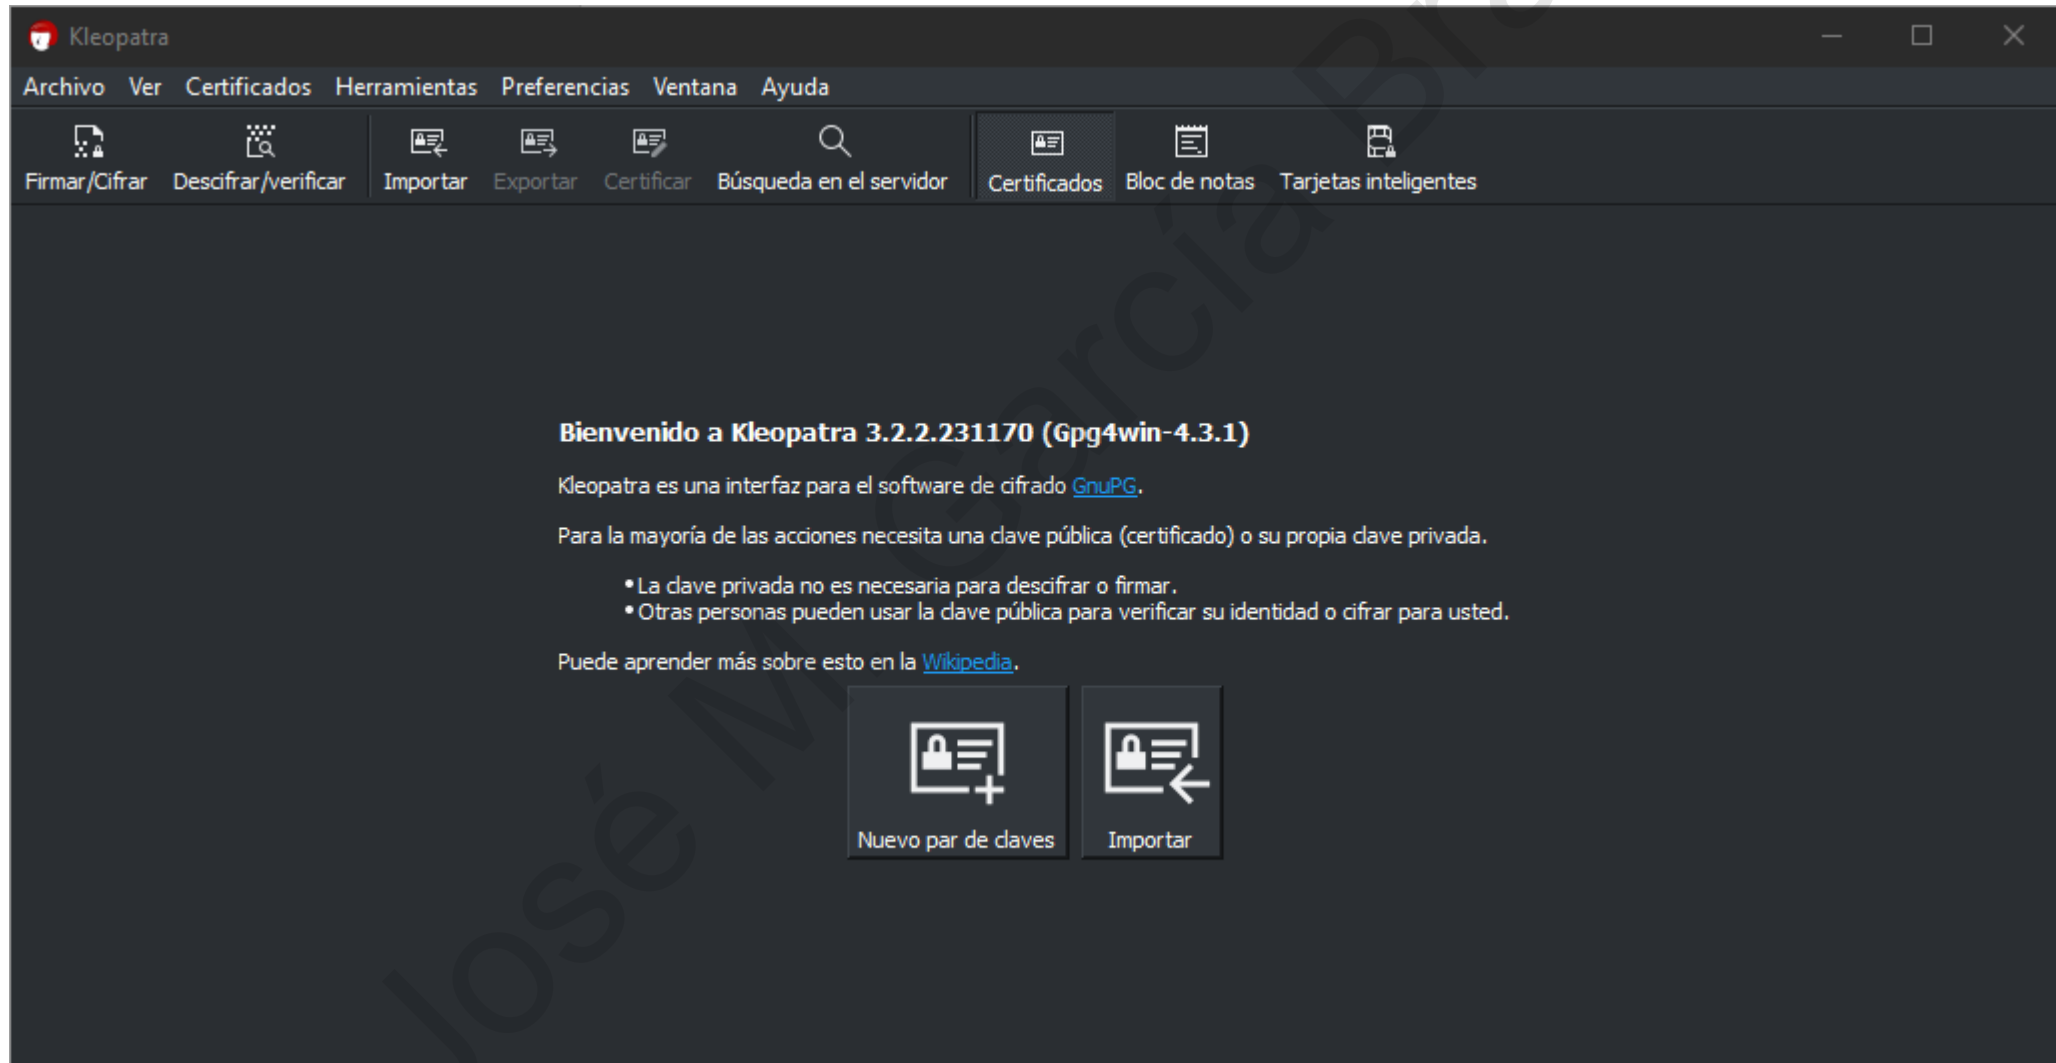 Kleopatra
Archivo Ver Certificados Herramientas Preferencias Ventana Ayuda
Firmar/Cifrar Descifrar/verificar Importar Exportar Certificar Búsqueda en el servidor Certificados Bloc de notas Tarjetas inteligentes
Bienvenido a Kleopatra 3.2.2.231170 (Gpg4win-4.3.1)
Kleopatra es una interfaz para el software de cifrado GnuPG.
Para la mayoría de las acciones necesita una clave pública (certificado) o su propia clave privada.
•La clave privada no es necesaria para descifrar o firmar.
•Otras personas pueden usar la clave pública para verificar su identidad o cifrar para usted.
Puede aprender más sobre esto en la Wikipedia.
Nuevo par de claves Importar
José M. García